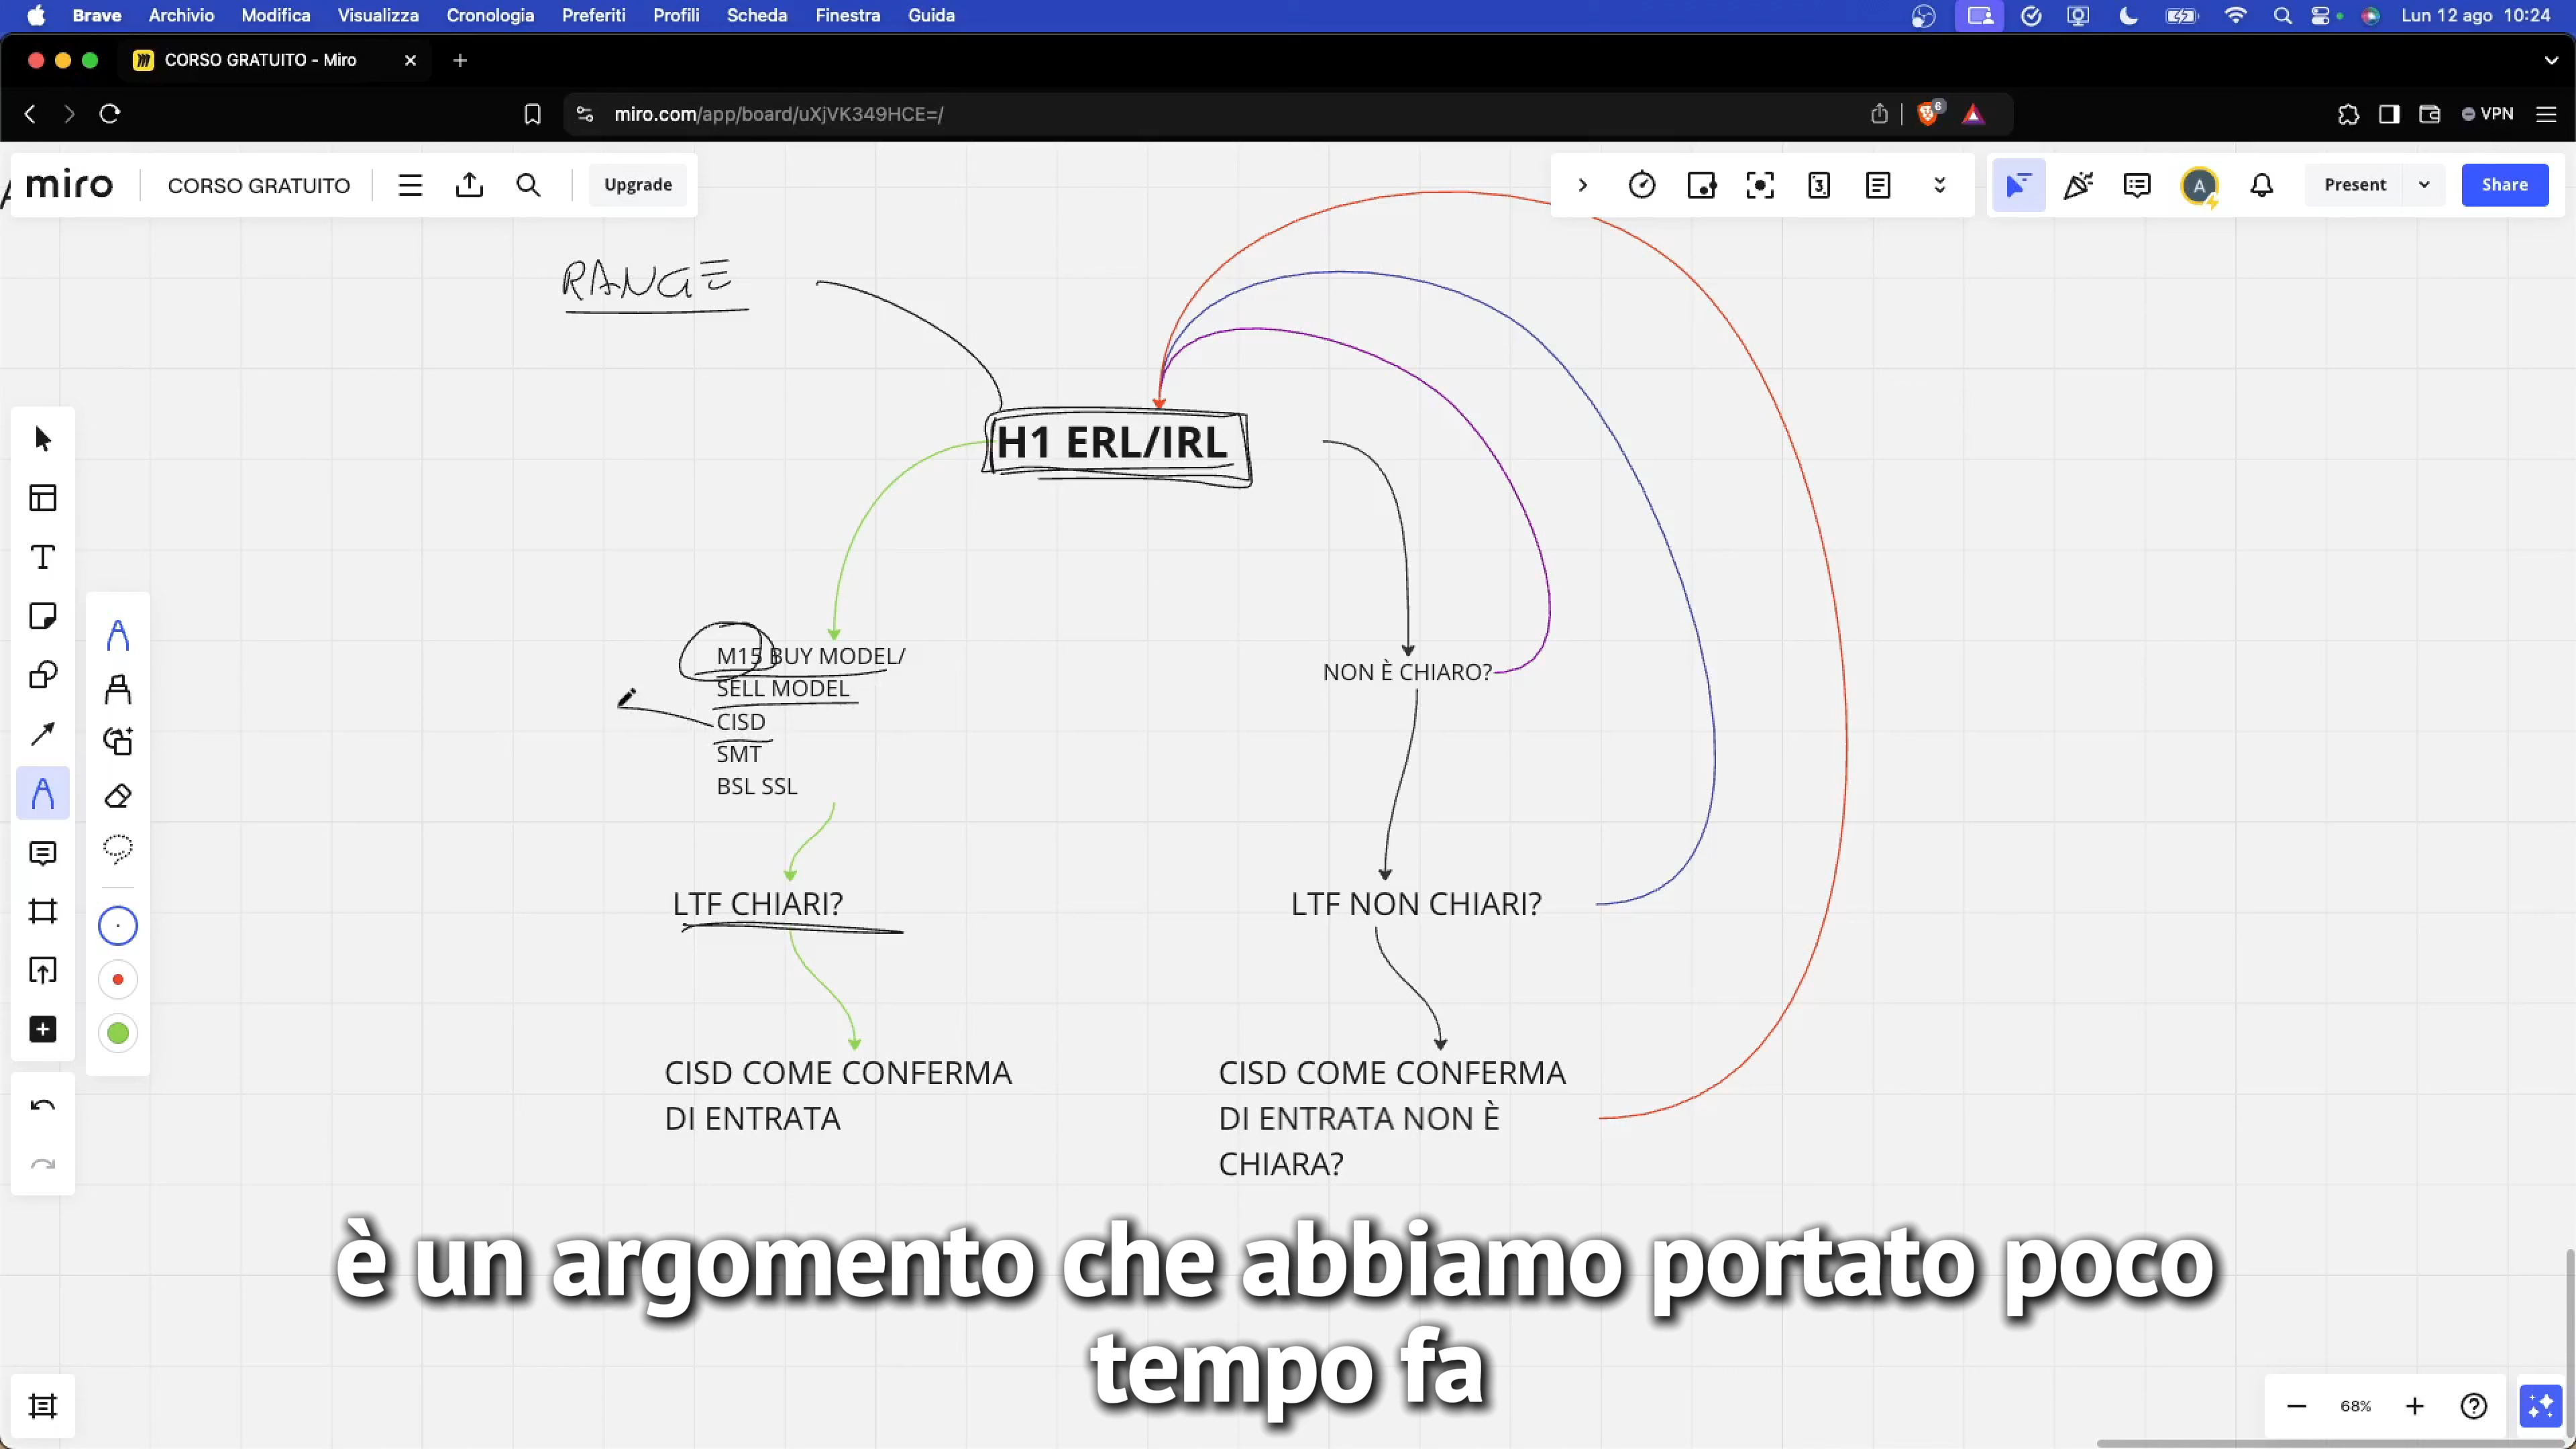 Brave Archivio Modifica Visualizza Cronologia Preferiti Profili Scheda Finestra Guida Lun 12 ago 10:24
CORSO GRATUITO - Miro
miro.com/app/board/uXjVK349HCE=/ 6 VPN
miro CORSO GRATUITO Upgrade 3 A Present Share
RANGE
H1 ERL/IRL
M15 BUY MODEL/
SELL MODEL
CISD
SMT
BSL SSL
NON È CHIARO?
LTF CHIARI?
LTF NON CHIARI?
CISD COME CONFERMA
DI ENTRATA
CISD COME CONFERMA
DI ENTRATA NON È
CHIARA?
è un argomento che abbiamo portato poco
tempo fa
68%